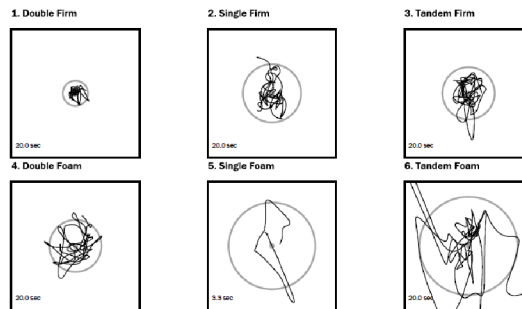 1. Double Firm
2. Single Firm
3. Tandem Firm
20.0 sec
20.0 sec
20.0 sec
4. Double Foam
5. Single Foam
6. Tandem Foam
20.0 sec
3.3 sec
20.0 sec